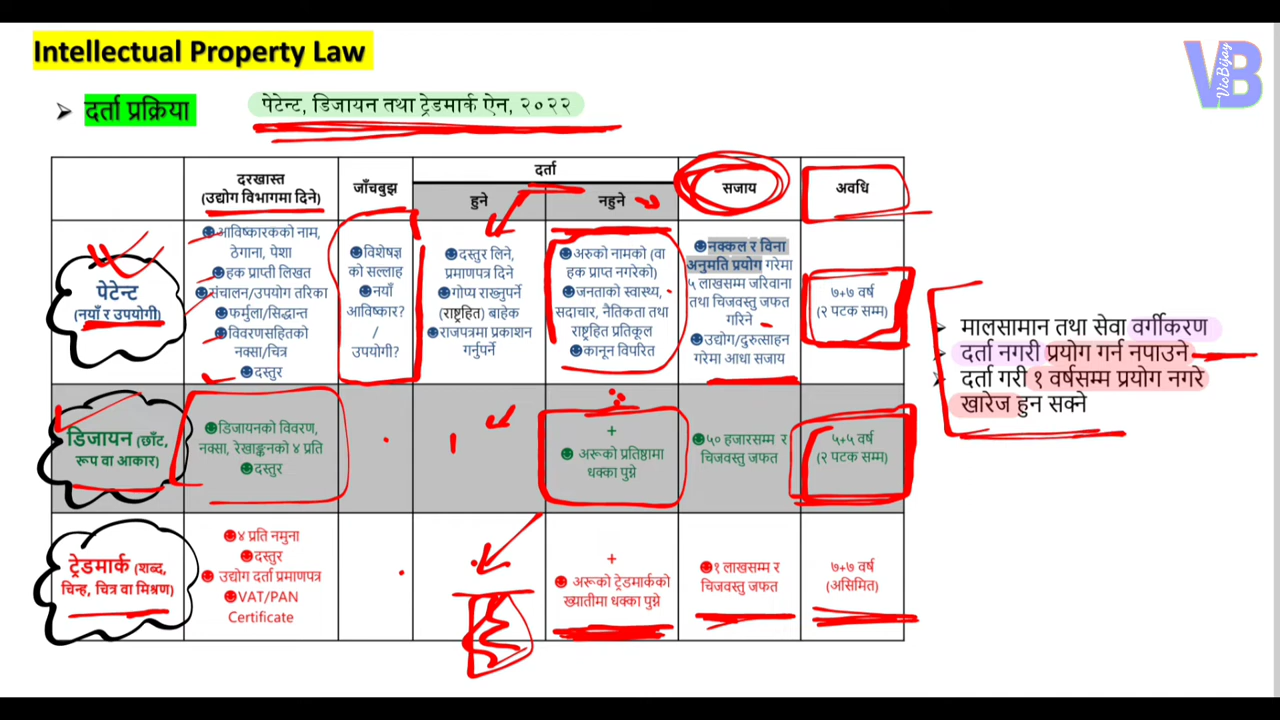 Intellectual Property Law
VB
VioBijay
➢ दर्ता प्रक्रिया
पेटेन्ट, डिजायन तथा ट्रेडमार्क ऐन, २०२२
दरखास्त
(उद्योग विभागमा दिने)
जाँचबुझ
दर्ता
हुने
नहुने
सजाय
अवधि
पेटेन्ट
(नयाँ र उपयोगी)
आविष्कारकको नाम,
ठेगाना, पेशा
हक प्राप्ती लिखत
संचालन/उपयोग तरिका
फर्मुला/सिद्धान्त
विवरणसहितको
नक्सा/चित्र
दस्तुर
विशेषज्ञ
को सल्लाह
नयाँ
आविष्कार?
/
उपयोगी?
दस्तुर लिने,
प्रमाणपत्र दिने
गोप्य राख्नुपर्ने
(राष्ट्रहित) बाहेक
राजपत्रमा प्रकाशन
गर्नुपर्ने
अरुको नामको (वा
हक प्राप्त नगरेको)
जनताको स्वास्थ्य,
सदाचार, नैतिकता तथा
राष्ट्रहित प्रतिकूल
कानून विपरित
नक्कल र विना
अनुमति प्रयोग गरेमा
५ लाखसम्म जरिवाना
तथा चिजवस्तु जफत
गरिने
उद्योग/दुरुत्साहन
गरेमा आधा सजाय
७+७ वर्ष
(२ पटक सम्म)
डिजायन (छाँट,
रूप वा आकार)
डिजायनको विवरण,
नक्सा, रेखाङ्कनको ४ प्रति
दस्तुर
+
अरूको प्रतिष्ठामा
धक्का पुग्ने
५० हजारसम्म र
चिजवस्तु जफत
५+५ वर्ष
(२ पटक सम्म)
ट्रेडमार्क (शब्द,
चिन्ह, चित्र वा मिश्रण)
४ प्रति नमुना
दस्तुर
उद्योग दर्ता प्रमाणपत्र
VAT/PAN
Certificate
+
अरूको ट्रेडमार्कको
ख्यातीमा धक्का पुग्ने
१ लाखसम्म र
चिजवस्तु जफत
७+७ वर्ष
(असिमित)
➢ मालसामान तथा सेवा वर्गीकरण
➢ दर्ता नगरी प्रयोग गर्न नपाउने
➢ दर्ता गरी १ वर्षसम्म प्रयोग नगरे
खारेज हुन सक्ने